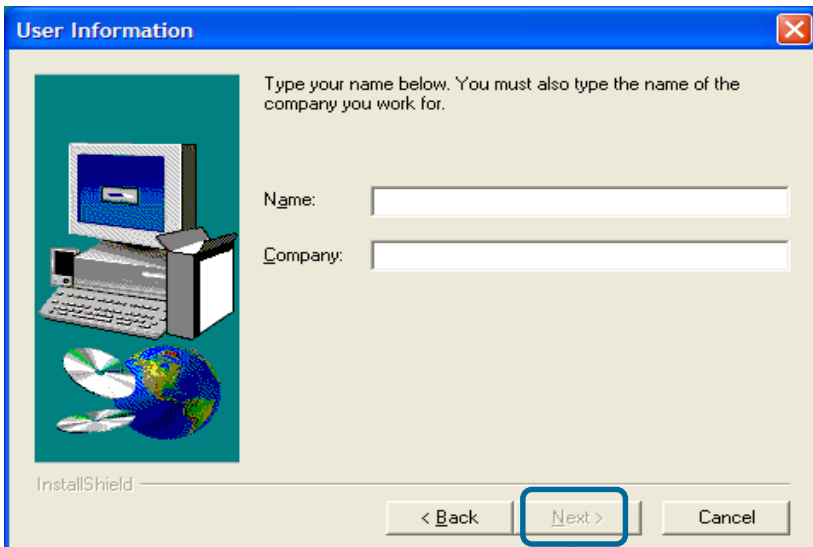 User Information
Type your name below. You must also type the name of the
company you work for.
Name:
Company:
InstallShield
< Back
Next >
Cancel